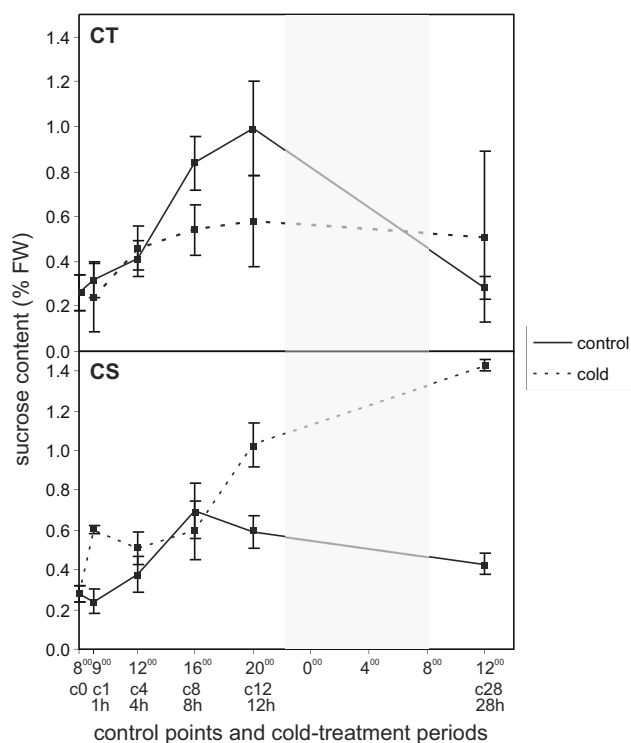 CT
1.4
1.2
1.0
0.8
0.6
0.4
0.2
0.0
CS
1.4
1.2
1.0
0.8
0.6
0.4
0.2
0.0
sucrose content (% FW)
control
cold
8⁰⁰ 9⁰⁰ 12⁰⁰ 16⁰⁰ 20⁰⁰ 0⁰⁰ 4⁰⁰ 8⁰⁰ 12⁰⁰
c0 c1 c4 c8 c12 c28
1h 4h 8h 12h 28h
control points and cold-treatment periods